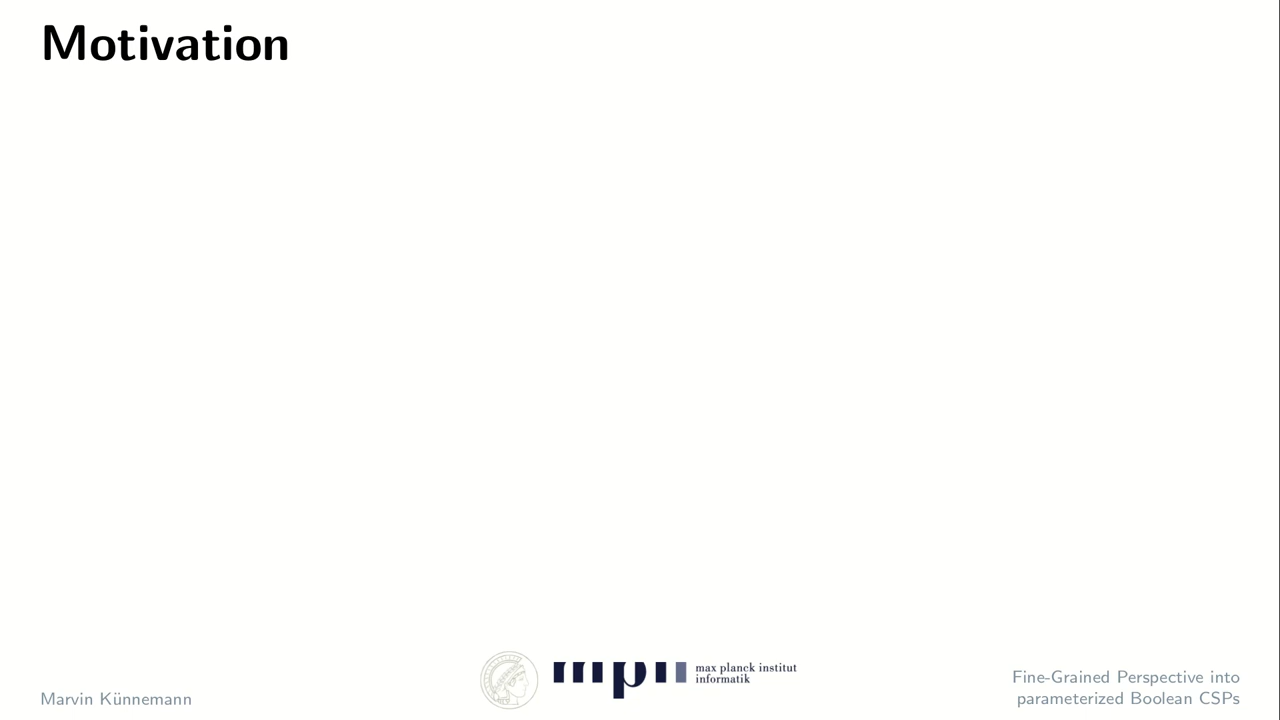 Motivation
Marvin Künnemann
max planck institut
informatik
Fine-Grained Perspective into
parameterized Boolean CSPs